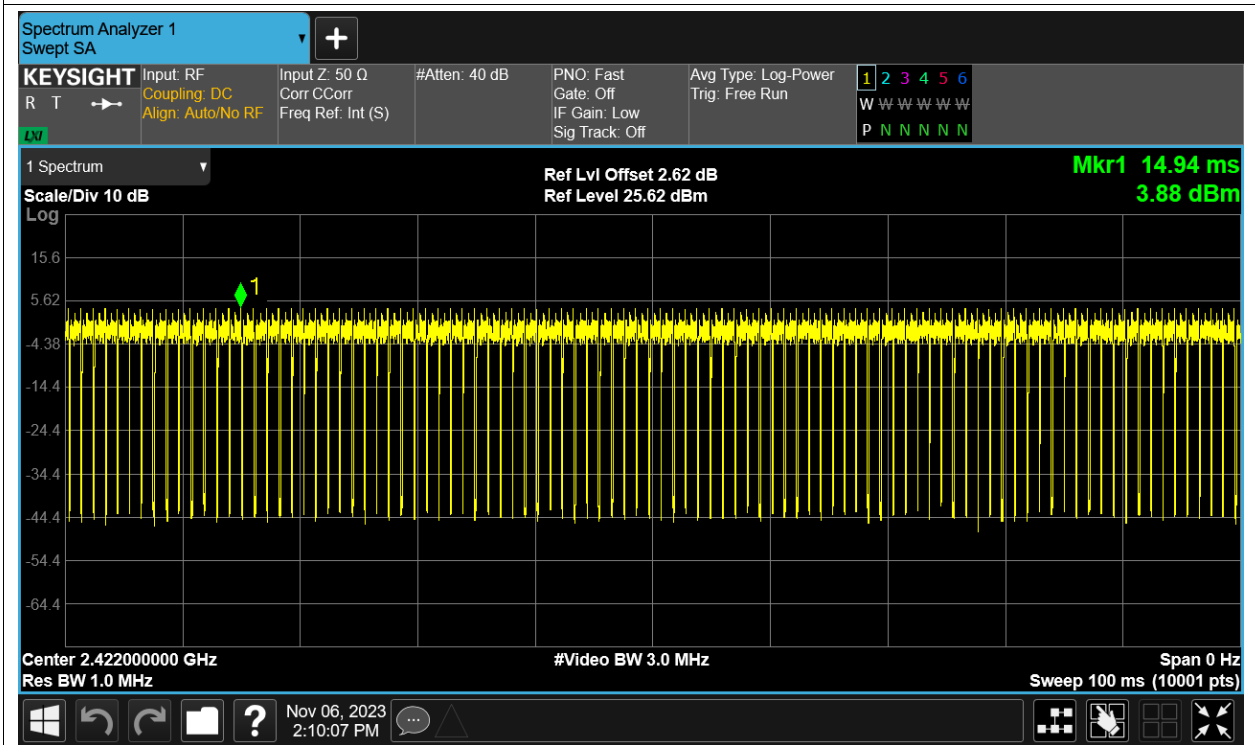 Spectrum Analyzer 1
Swept SA
KEYSIGHT
R T
LXI
Input: RF
Coupling: DC
Align: Auto/No RF
Input Z: 50 Ω
Corr CCorr
Freq Ref: Int (S)
#Atten: 40 dB
PNO: Fast
Gate: Off
IF Gain: Low
Sig Track: Off
Avg Type: Log-Power
Trig: Free Run
1 2 3 4 5 6
W W W W W W
P N N N N N
1 Spectrum
Scale/Div 10 dB
Log
Ref Lvl Offset 2.62 dB
Ref Level 25.62 dBm
Mkr1 14.94 ms
3.88 dBm
1
15.6
5.62
-4.38
-14.4
-24.4
-34.4
-44.4
-54.4
-64.4
Center 2.422000000 GHz
Res BW 1.0 MHz
#Video BW 3.0 MHz
Span 0 Hz
Sweep 100 ms (10001 pts)
?
Nov 06, 2023
2:10:07 PM